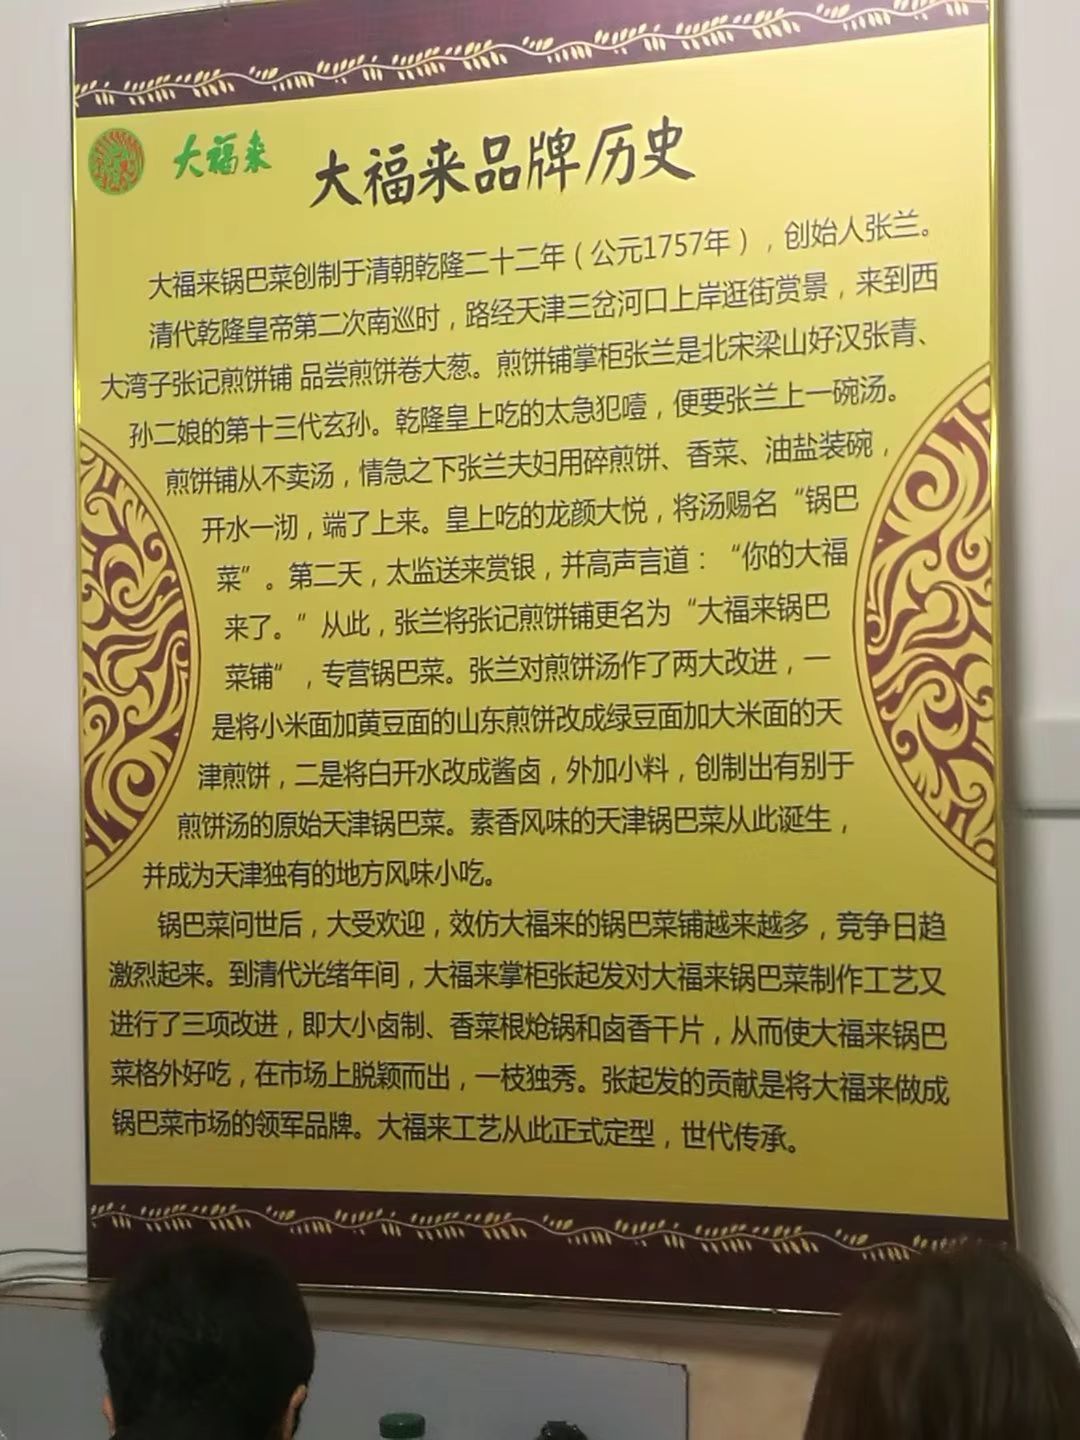 大福来
大福来品牌历史
大福来锅巴菜创制于清朝乾隆二十二年（公元1757年），创始人张兰。
清代乾隆皇帝第二次南巡时，路经天津三岔河口上岸逛街赏景，来到西
大湾子张记煎饼铺 品尝煎饼卷大葱。煎饼铺掌柜张兰是北宋梁山好汉张青、
孙二娘的第十三代玄孙。乾隆皇上吃的太急犯噎，便要张兰上一碗汤。
煎饼铺从不卖汤，情急之下张兰夫妇用碎煎饼、香菜、油盐装碗，
开水一沏，端了上来。皇上吃的龙颜大悦，将汤赐名“锅巴
菜”。第二天，太监送来赏银，并高声言道：“你的大福
来了。”从此，张兰将张记煎饼铺更名为“大福来锅巴
菜铺”，专营锅巴菜。张兰对煎饼汤作了两大改进，一
是将小米面加黄豆面的山东煎饼改成绿豆面加大米面的天
津煎饼，二是将白开水改成酱卤，外加小料，创制出有别于
煎饼汤的原始天津锅巴菜。素香风味的天津锅巴菜从此诞生，
并成为天津独有的地方风味小吃。
锅巴菜问世后，大受欢迎，效仿大福来的锅巴菜铺越来越多，竞争日趋
激烈起来。到清代光绪年间，大福来掌柜张起发对大福来锅巴菜制作工艺又
进行了三项改进，即大小卤制、香菜根炝锅和卤香干片，从而使大福来锅巴
菜格外好吃，在市场上脱颖而出，一枝独秀。张起发的贡献是将大福来做成
锅巴菜市场的领军品牌。大福来工艺从此正式定型，世代传承。